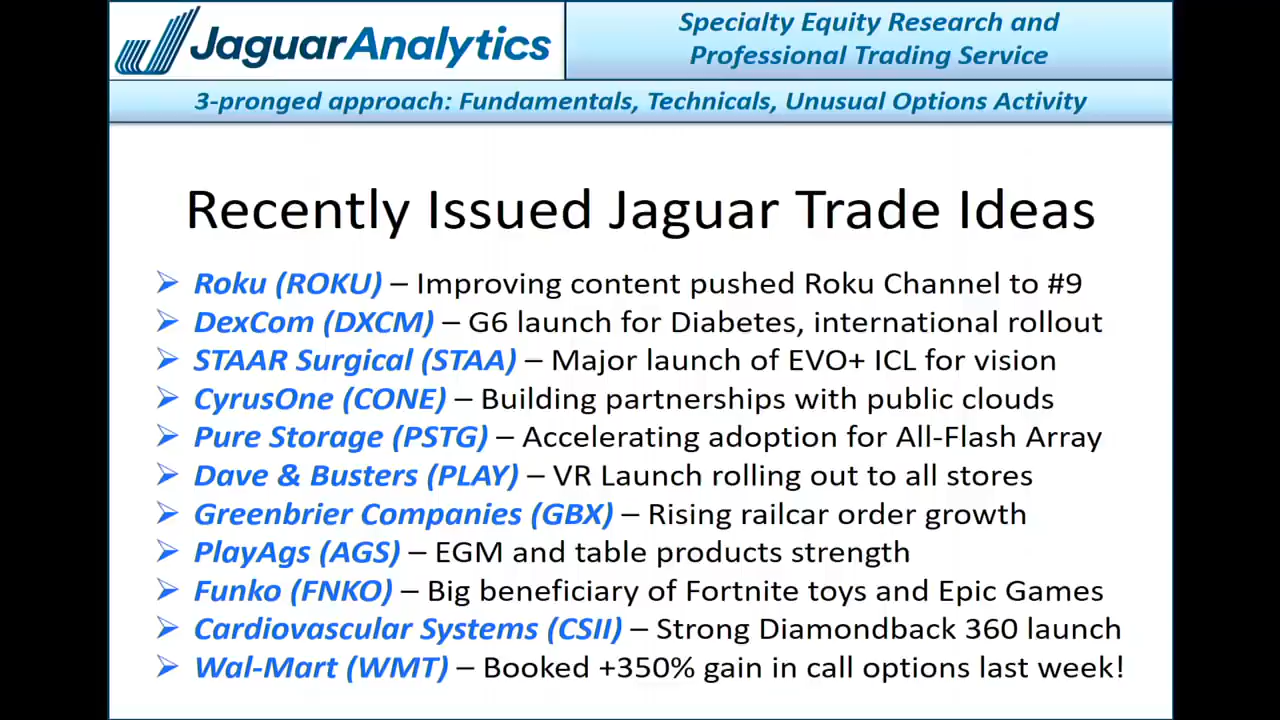 JaguarAnalytics
Specialty Equity Research and
Professional Trading Service
3-pronged approach: Fundamentals, Technicals, Unusual Options Activity
Recently Issued Jaguar Trade Ideas
➢ Roku (ROKU) – Improving content pushed Roku Channel to #9
➢ DexCom (DXCM) – G6 launch for Diabetes, international rollout
➢ STAAR Surgical (STAA) – Major launch of EVO+ ICL for vision
➢ CyrusOne (CONE) – Building partnerships with public clouds
➢ Pure Storage (PSTG) – Accelerating adoption for All-Flash Array
➢ Dave & Busters (PLAY) – VR Launch rolling out to all stores
➢ Greenbrier Companies (GBX) – Rising railcar order growth
➢ PlayAgs (AGS) – EGM and table products strength
➢ Funko (FNKO) – Big beneficiary of Fortnite toys and Epic Games
➢ Cardiovascular Systems (CSII) – Strong Diamondback 360 launch
➢ Wal-Mart (WMT) – Booked +350% gain in call options last week!